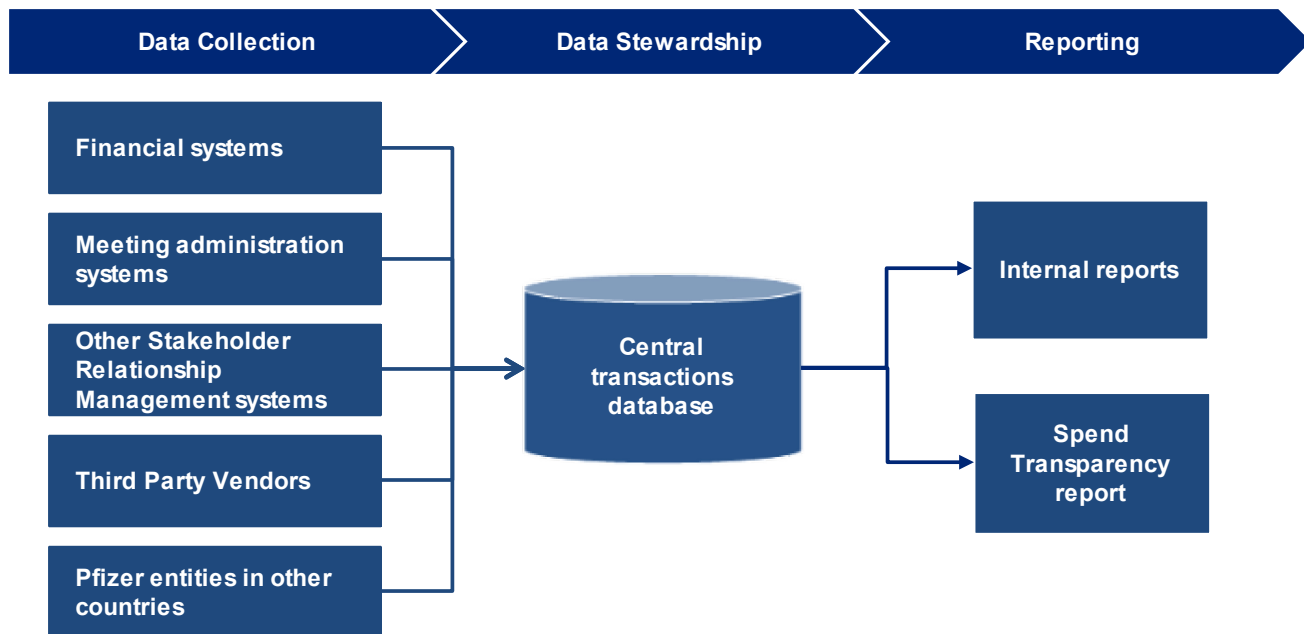 Data Collection
Data Stewardship
Reporting
Financial systems
Meeting administration
systems
Other Stakeholder
Relationship
Management systems
Third Party Vendors
Pfizer entities in other
countries
Central
transactions
database
Internal reports
Spend
Transparency
report